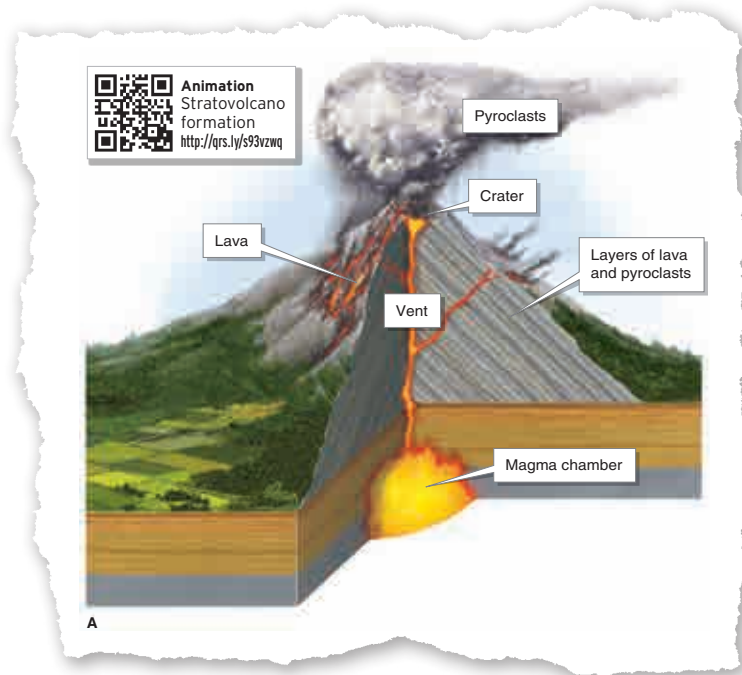 Animation
Stratovolcano
formation
http://qrs.ly/s93vzwq
Pyroclasts
Crater
Lava
Layers of lava
and pyroclasts
Vent
Magma chamber
A